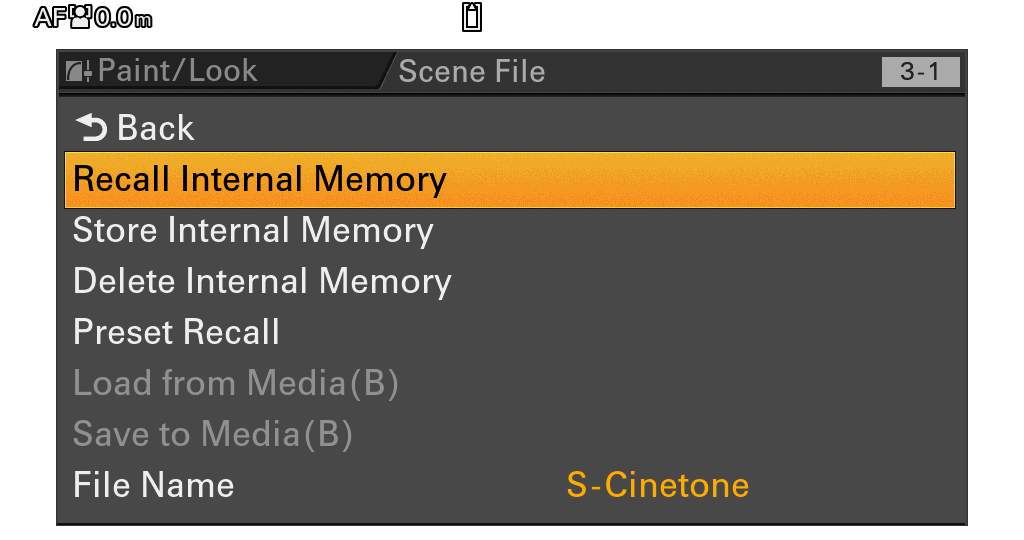 AF 0.0m
Paint/Look Scene File 3-1
Back
Recall Internal Memory
Store Internal Memory
Delete Internal Memory
Preset Recall
Load from Media(B)
Save to Media(B)
File Name S-Cinetone